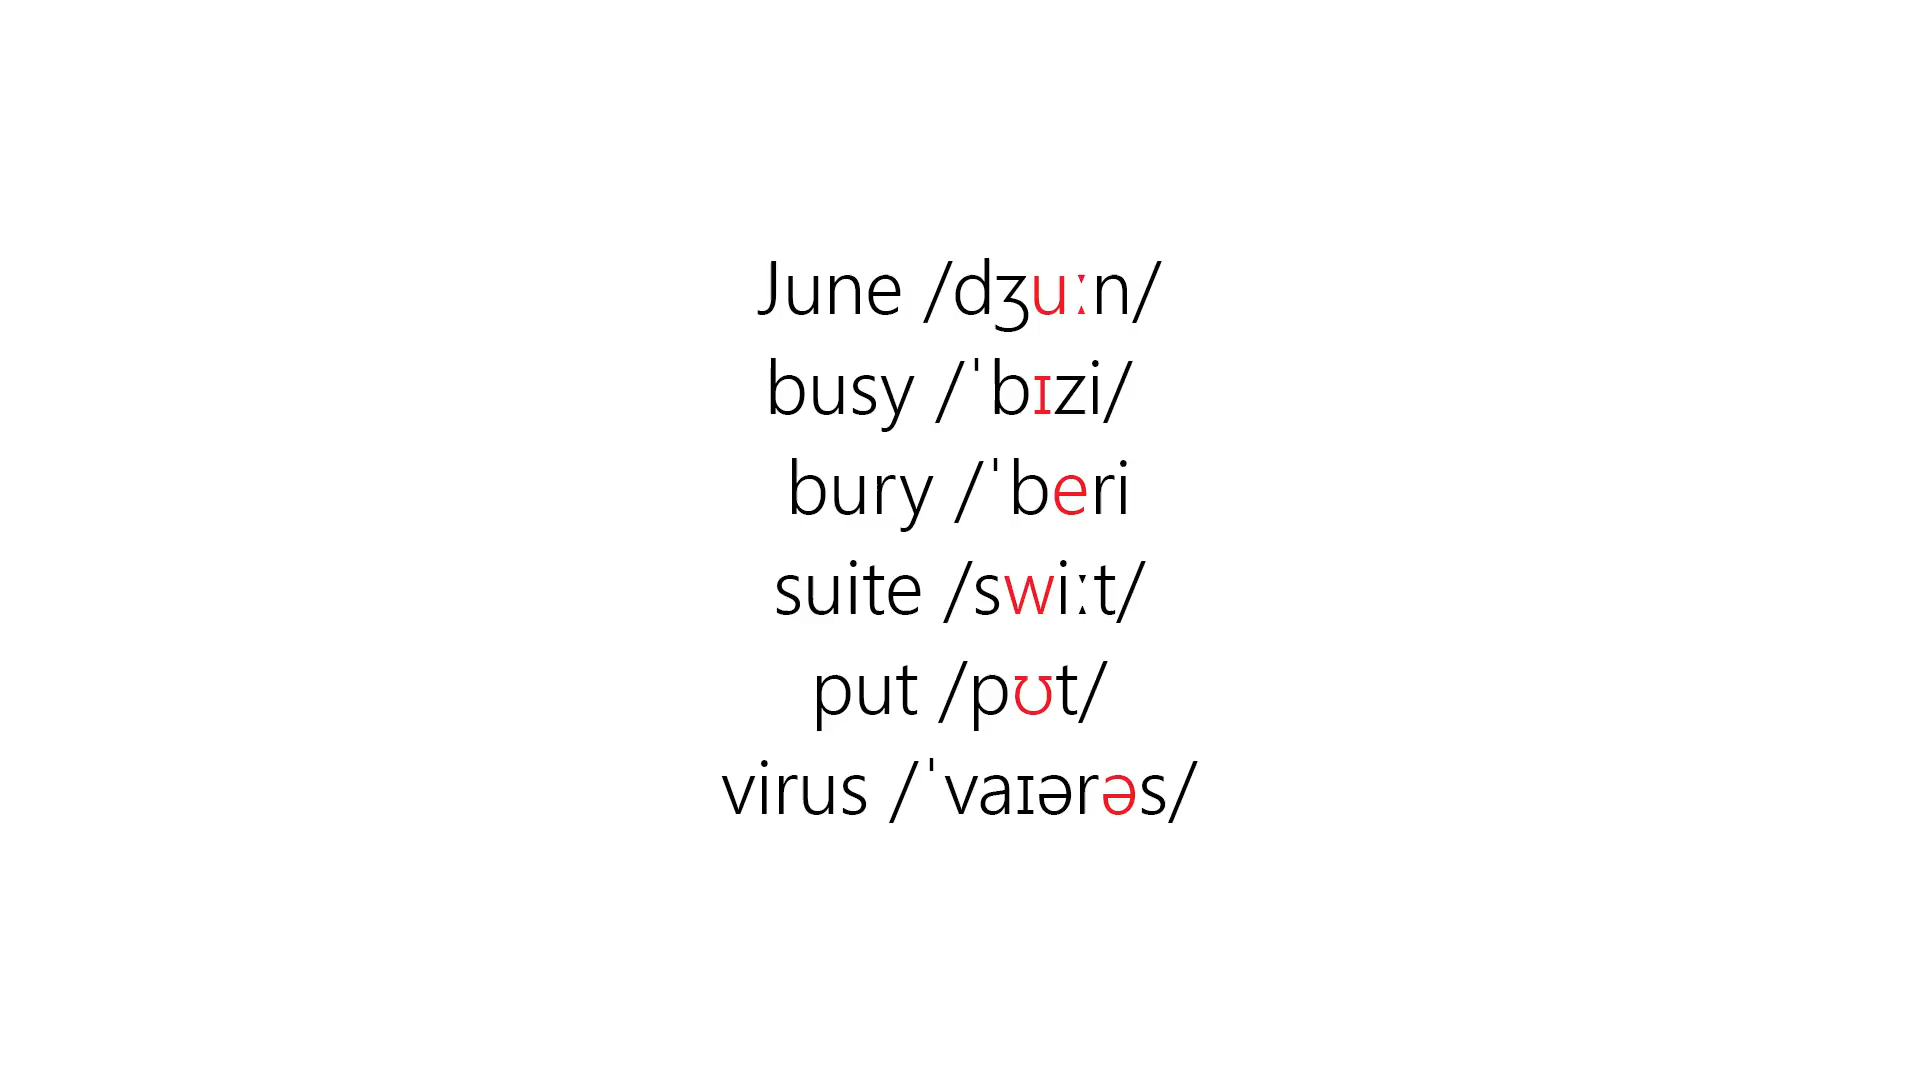 June /dʒuːn/
busy /ˈbɪzi/
bury /ˈberi
suite /swiːt/
put /pʊt/
virus /ˈvaɪərəs/